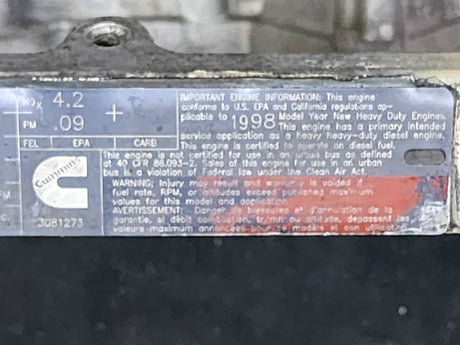 NOx 4.2 +
PM .09
FEL EPA CARB
IMPORTANT ENGINE INFORMATION: This engine
conforms to U.S. EPA and California regulations ap-
plicable to 1998 Model Year New Heavy Duty Engines.
This engine has a primary intended
service application as a heavy heavy-duty diesel engine.
This engine is certified to operate on diesel fuel.
This engine is not certified for use in an urban bus as defined
at 40 CFR 86.093-2. Sales of this engine for use in an urban
bus is a violation of Federal law under the Clean Air Act.
WARNING: Injury may result and warranty is voided if
fuel rate, RPM, or altitudes exceed published maximum
values for this model and application.
AVERTISSEMENT: Danger de blessures et d'annulation de la
garantie, si débit combustion, tr/mn ou altitude, dépassent les
valeurs maximum annoncées pour ce modèle et son utilisation.
Cummins
3081273